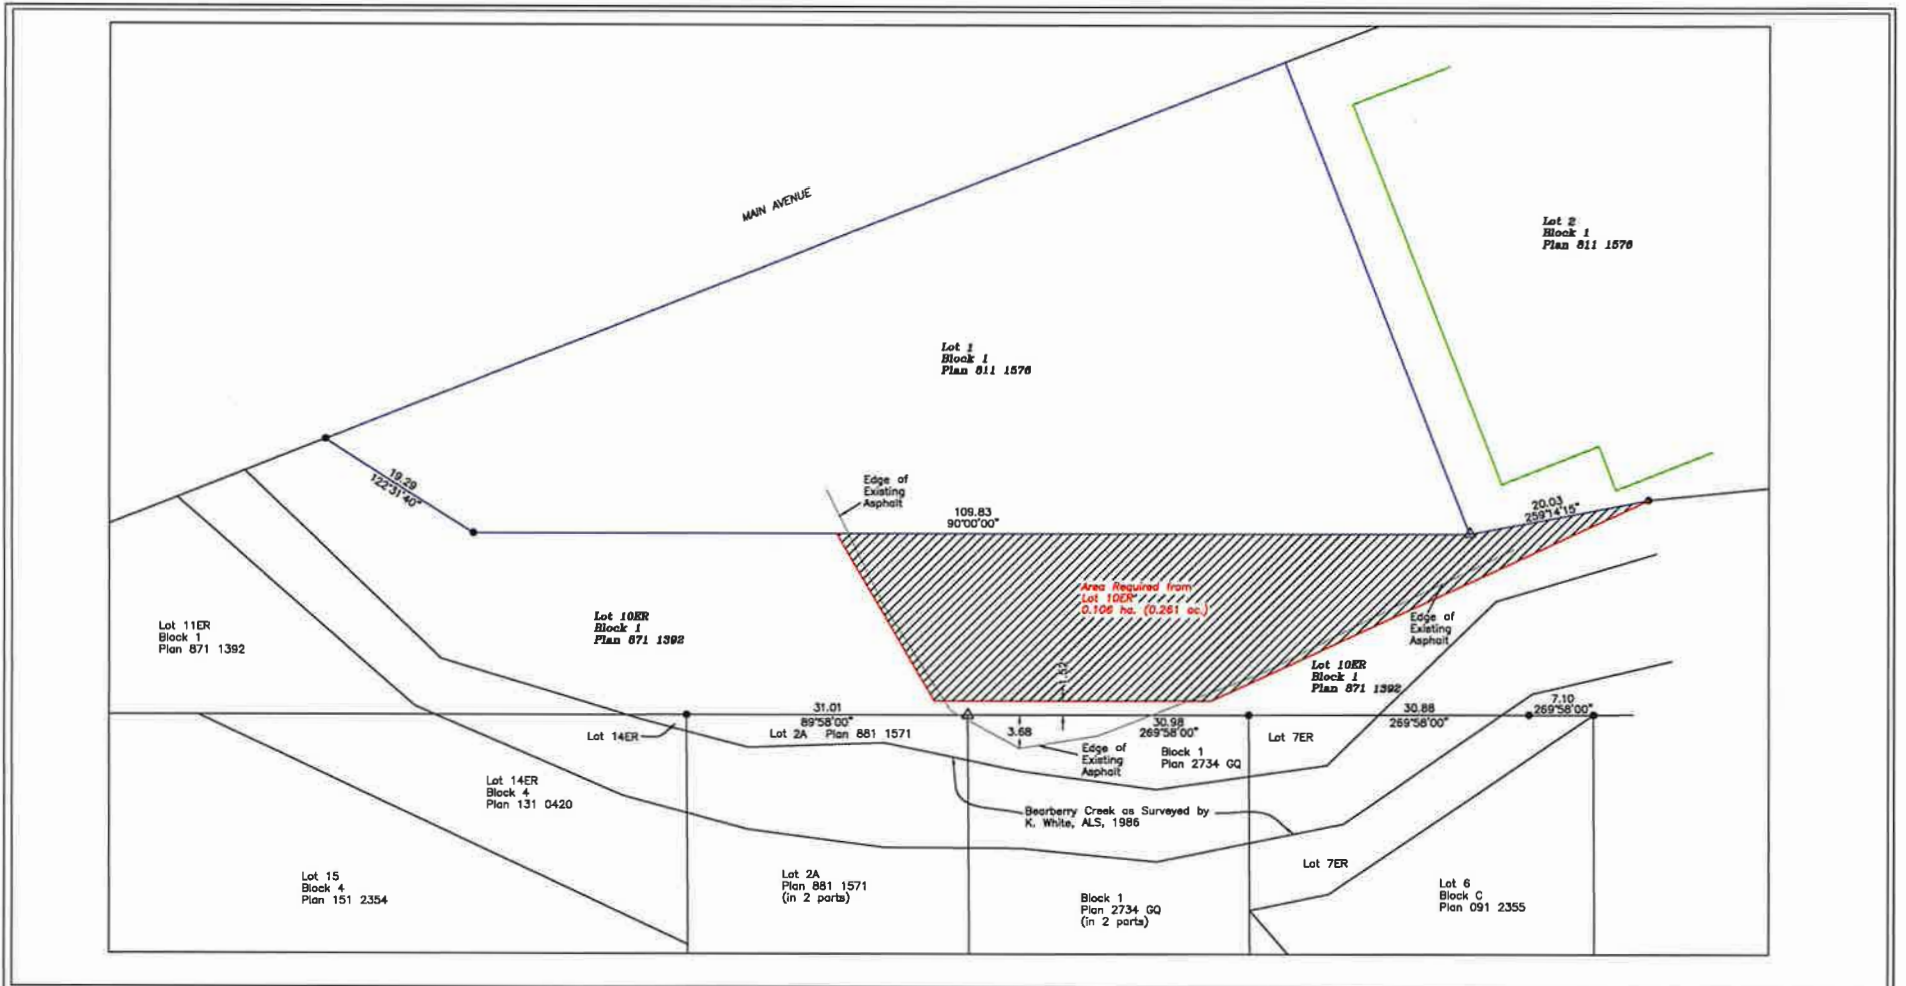 MAIN AVENUE
Lot 2
Block 1
Plan 811 1576
Lot 1
Block 1
Plan 811 1576
19.29
122°31'40"
Edge of
Existing
Asphalt
109.83
90°00'00"
20.03
259°14'15"
Area Required from
Lot 10ER
0.106 ha. (0.261 ac.)
Lot 11ER
Block 1
Plan 871 1392
Lot 10ER
Block 1
Plan 871 1392
Edge of
Existing
Asphalt
Lot 10ER
Block 1
Plan 871 1392
1.52
31.01
89°58'00"
30.98
269°58'00"
30.88
269°58'00"
7.10
269°58'00"
Lot 14ER
Lot 2A Plan 881 1571
3.68
Edge of
Existing
Asphalt
Block 1
Plan 2734 GQ
Lot 7ER
Lot 14ER
Block 4
Plan 131 0420
Bearberry Creek as Surveyed by
K. White, ALS, 1986
Lot 7ER
Lot 15
Block 4
Plan 151 2354
Lot 2A
Plan 881 1571
(in 2 parts)
Block 1
Plan 2734 GQ
(in 2 parts)
Lot 6
Block C
Plan 091 2355